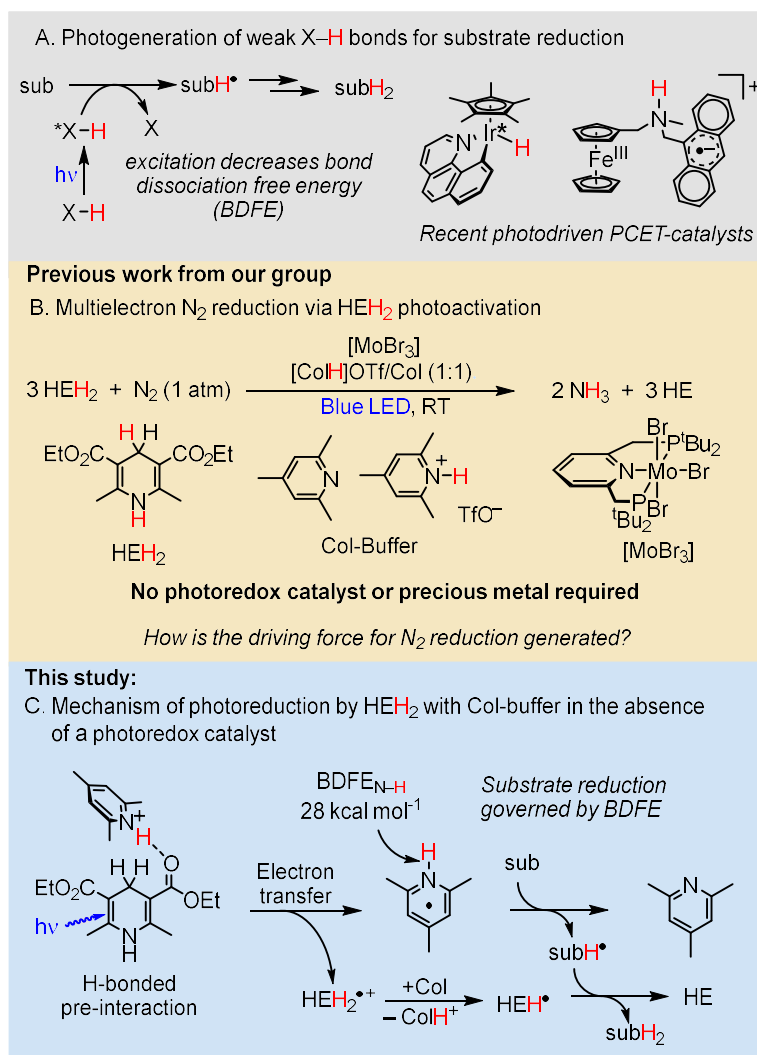 A. Photogeneration of weak X–H bonds for substrate reduction
sub
subH•
subH2
*X–H
X
hν
X–H
excitation decreases bond
dissociation free energy
(BDFE)
N
Ir*
H
H
N
FeIII
•−
+
Recent photodriven PCET-catalysts
Previous work from our group
B. Multielectron N2 reduction via HEH2 photoactivation
3 HEH2 + N2 (1 atm)
[MoBr3]
[ColH]OTf/Col (1:1)
Blue LED, RT
2 NH3 + 3 HE
H H
EtO2C
CO2Et
N
H
HEH2
N
+
N–H
TfO−
Col-Buffer
Br
PtBu2
N
Mo
Br
P
Br
tBu2
[MoBr3]
No photoredox catalyst or precious metal required
How is the driving force for N2 reduction generated?
This study:
C. Mechanism of photoreduction by HEH2 with Col-buffer in the absence
of a photoredox catalyst
N+
H
H H
O
EtO2C
OEt
hν
N
H
H-bonded
pre-interaction
Electron
transfer
BDFEN–H
28 kcal mol-1
H
N
•
Substrate reduction
governed by BDFE
sub
subH•
N
HEH2•+
+Col
− ColH+
HEH•
HE
subH2